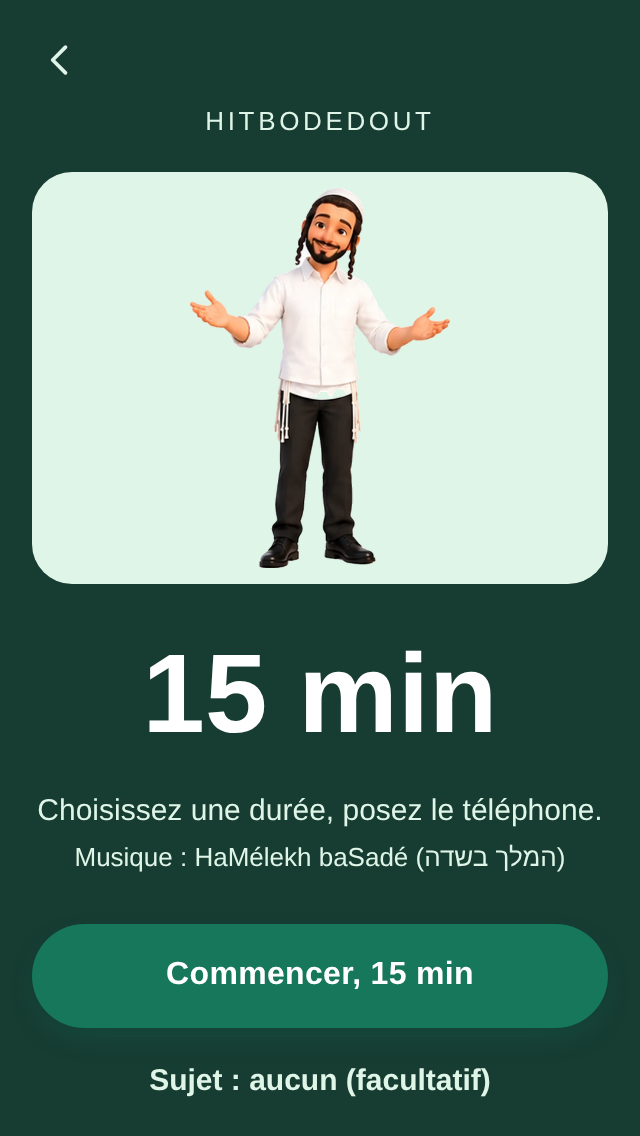 HITBODEDOUT
15 min
Choisissez une durée, posez le téléphone.
Musique : HaMélekh baSadé (המלך בשדה)
Commencer, 15 min
Sujet : aucun (facultatif)